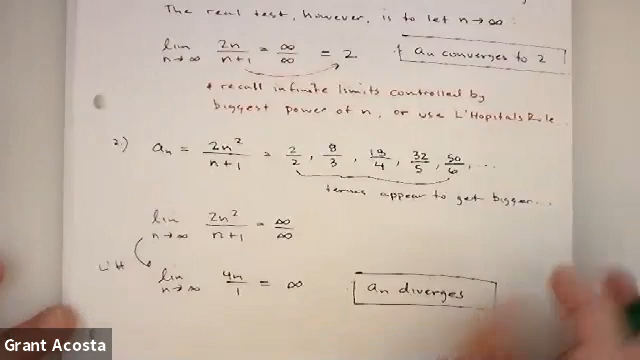 The real test, however, is to let n→∞:
lim n→∞ 2n/n+1 = ∞/∞ = 2 { an converges to 2
* recall infinite limits controlled by
biggest power of n, or use L'Hopitals Rule...
2.) an = 2n²/n+1 = 2/2, 8/3, 18/4, 32/5, 50/6, ...
terms appear to get bigger...
lim n→∞ 2n²/n+1 = ∞/∞
L'H lim n→∞ 4n/1 = ∞ an diverges
Grant Acosta